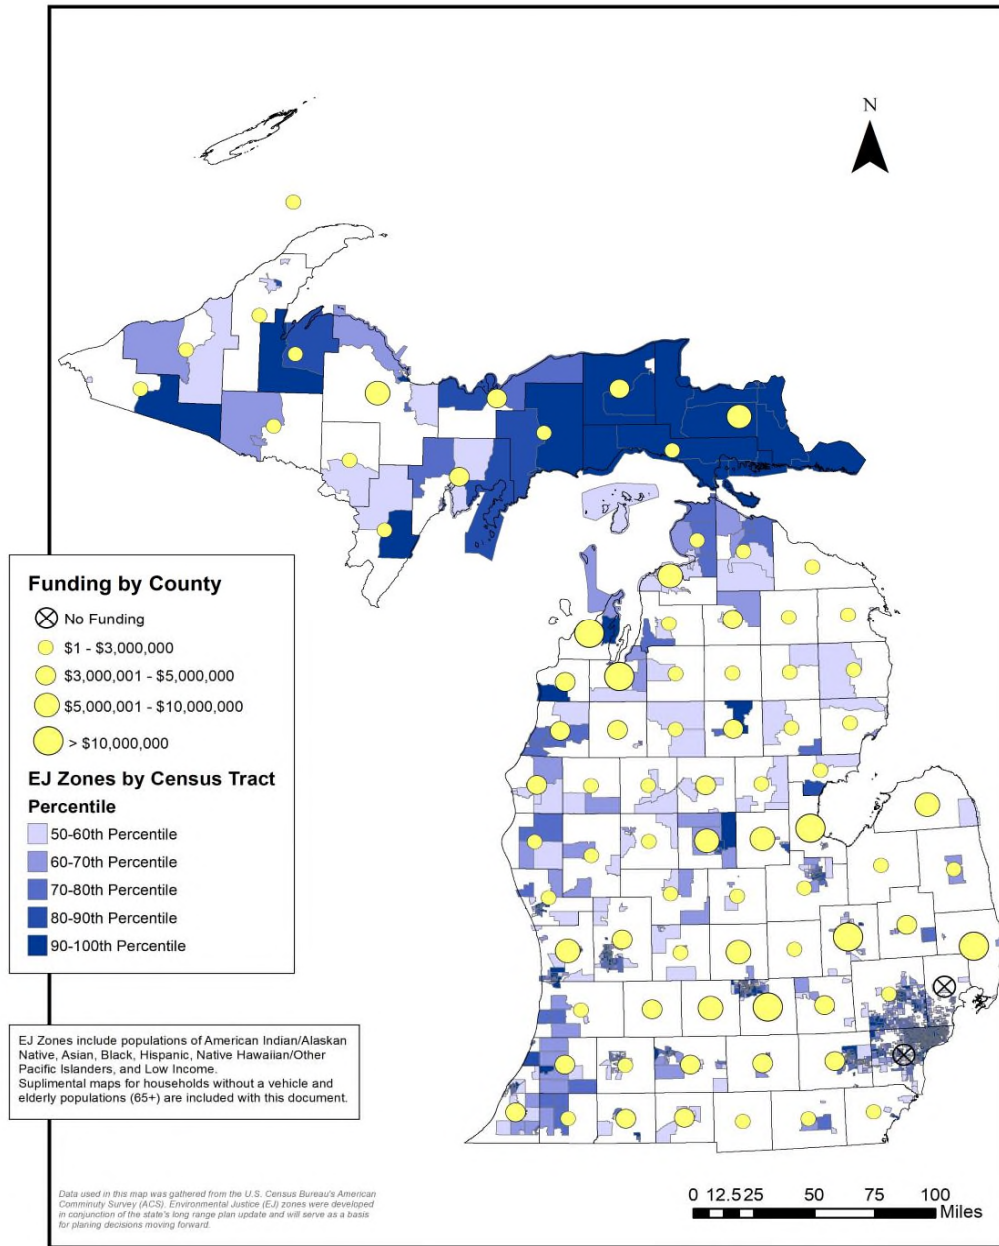 N
Funding by County
No Funding
$1 - $3,000,000
$3,000,001 - $5,000,000
$5,000,001 - $10,000,000
> $10,000,000
EJ Zones by Census Tract
Percentile
50-60th Percentile
60-70th Percentile
70-80th Percentile
80-90th Percentile
90-100th Percentile
EJ Zones include populations of American Indian/Alaskan
Native, Asian, Black, Hispanic, Native Hawaiian/Other
Pacific Islanders, and Low Income.
Suplimental maps for households without a vehicle and
elderly populations (65+) are included with this document.
Data used in this map was gathered from the U.S. Census Bureau's American
Comminuty Survey (ACS). Environmental Justice (EJ) zones were developed
in conjunction of the state's long range plan update and will serve as a basis
for planing decisions moving forward.
0 12.5 25 50 75 100
Miles